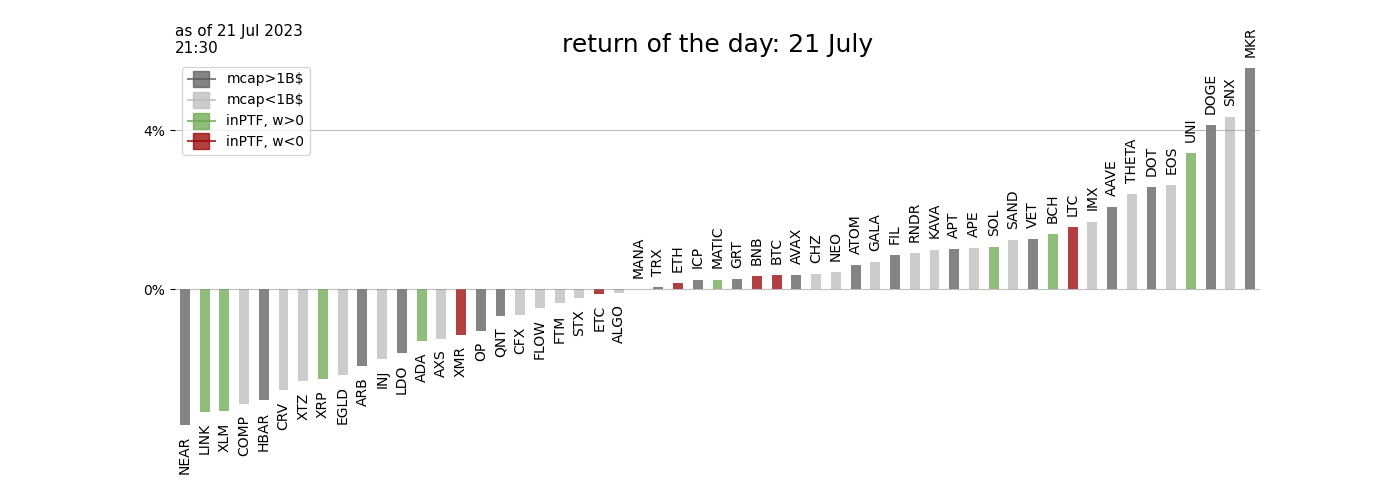 as of 21 Jul 2023
21:30
return of the day: 21 July
mcap>1B$
mcap<1B$
inPTF, w>0
inPTF, w<0
4%
0%
NEAR
LINK
XLM
COMP
HBAR
CRV
XTZ
XRP
EGLD
ARB
INJ
LDO
ADA
AXS
XMR
OP
QNT
CFX
FLOW
FTM
STX
ETC
ALGO
MANA
TRX
ETH
ICP
MATIC
GRT
BNB
BTC
AVAX
CHZ
NEO
ATOM
GALA
FIL
RNDR
KAVA
APT
APE
SOL
SAND
VET
BCH
LTC
IMX
AAVE
THETA
DOT
EOS
UNI
DOGE
SNX
MKR